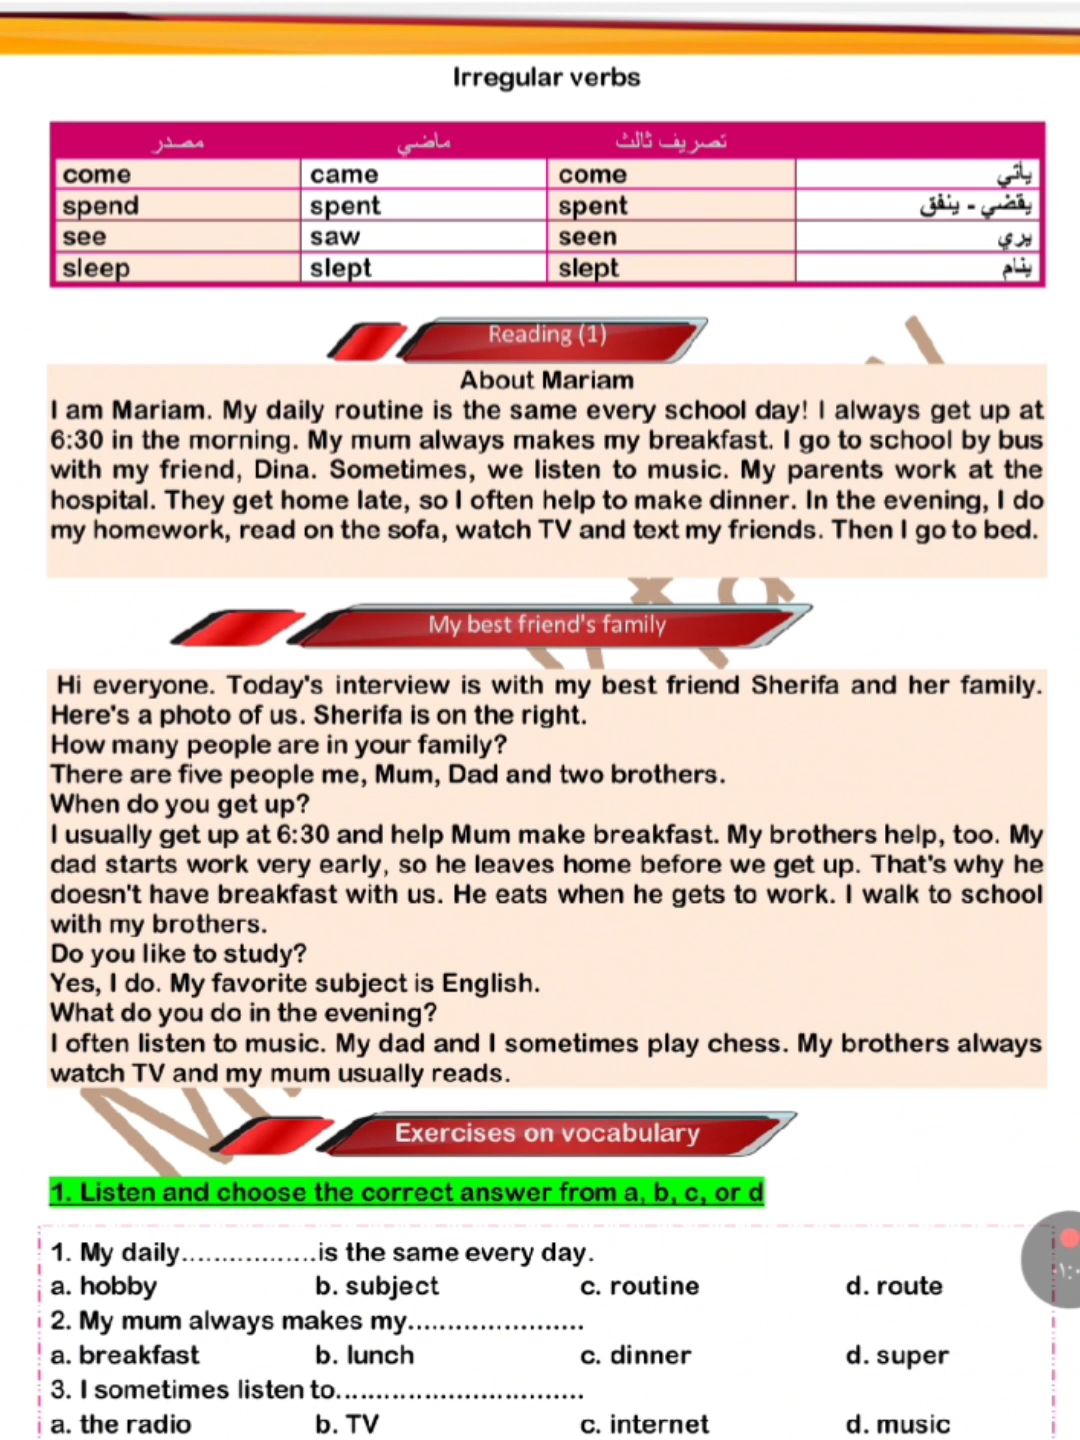 Irregular verbs
مصدر ماضي تصريف ثالث
come came come يأتي
spend spent spent يقضي - ينفق
see saw seen يري
sleep slept slept ينام
Reading (1)
About Mariam
I am Mariam. My daily routine is the same every school day! I always get up at
6:30 in the morning. My mum always makes my breakfast. I go to school by bus
with my friend, Dina. Sometimes, we listen to music. My parents work at the
hospital. They get home late, so I often help to make dinner. In the evening, I do
my homework, read on the sofa, watch TV and text my friends. Then I go to bed.
My best friend's family
Hi everyone. Today's interview is with my best friend Sherifa and her family.
Here's a photo of us. Sherifa is on the right.
How many people are in your family?
There are five people me, Mum, Dad and two brothers.
When do you get up?
I usually get up at 6:30 and help Mum make breakfast. My brothers help, too. My
dad starts work very early, so he leaves home before we get up. That's why he
doesn't have breakfast with us. He eats when he gets to work. I walk to school
with my brothers.
Do you like to study?
Yes, I do. My favorite subject is English.
What do you do in the evening?
I often listen to music. My dad and I sometimes play chess. My brothers always
watch TV and my mum usually reads.
Exercises on vocabulary
1. Listen and choose the correct answer from a, b, c, or d
1. My daily.................is the same every day.
a. hobby b. subject c. routine d. route
2. My mum always makes my......................
a. breakfast b. lunch c. dinner d. super
3. I sometimes listen to...............................
a. the radio b. TV c. internet d. music